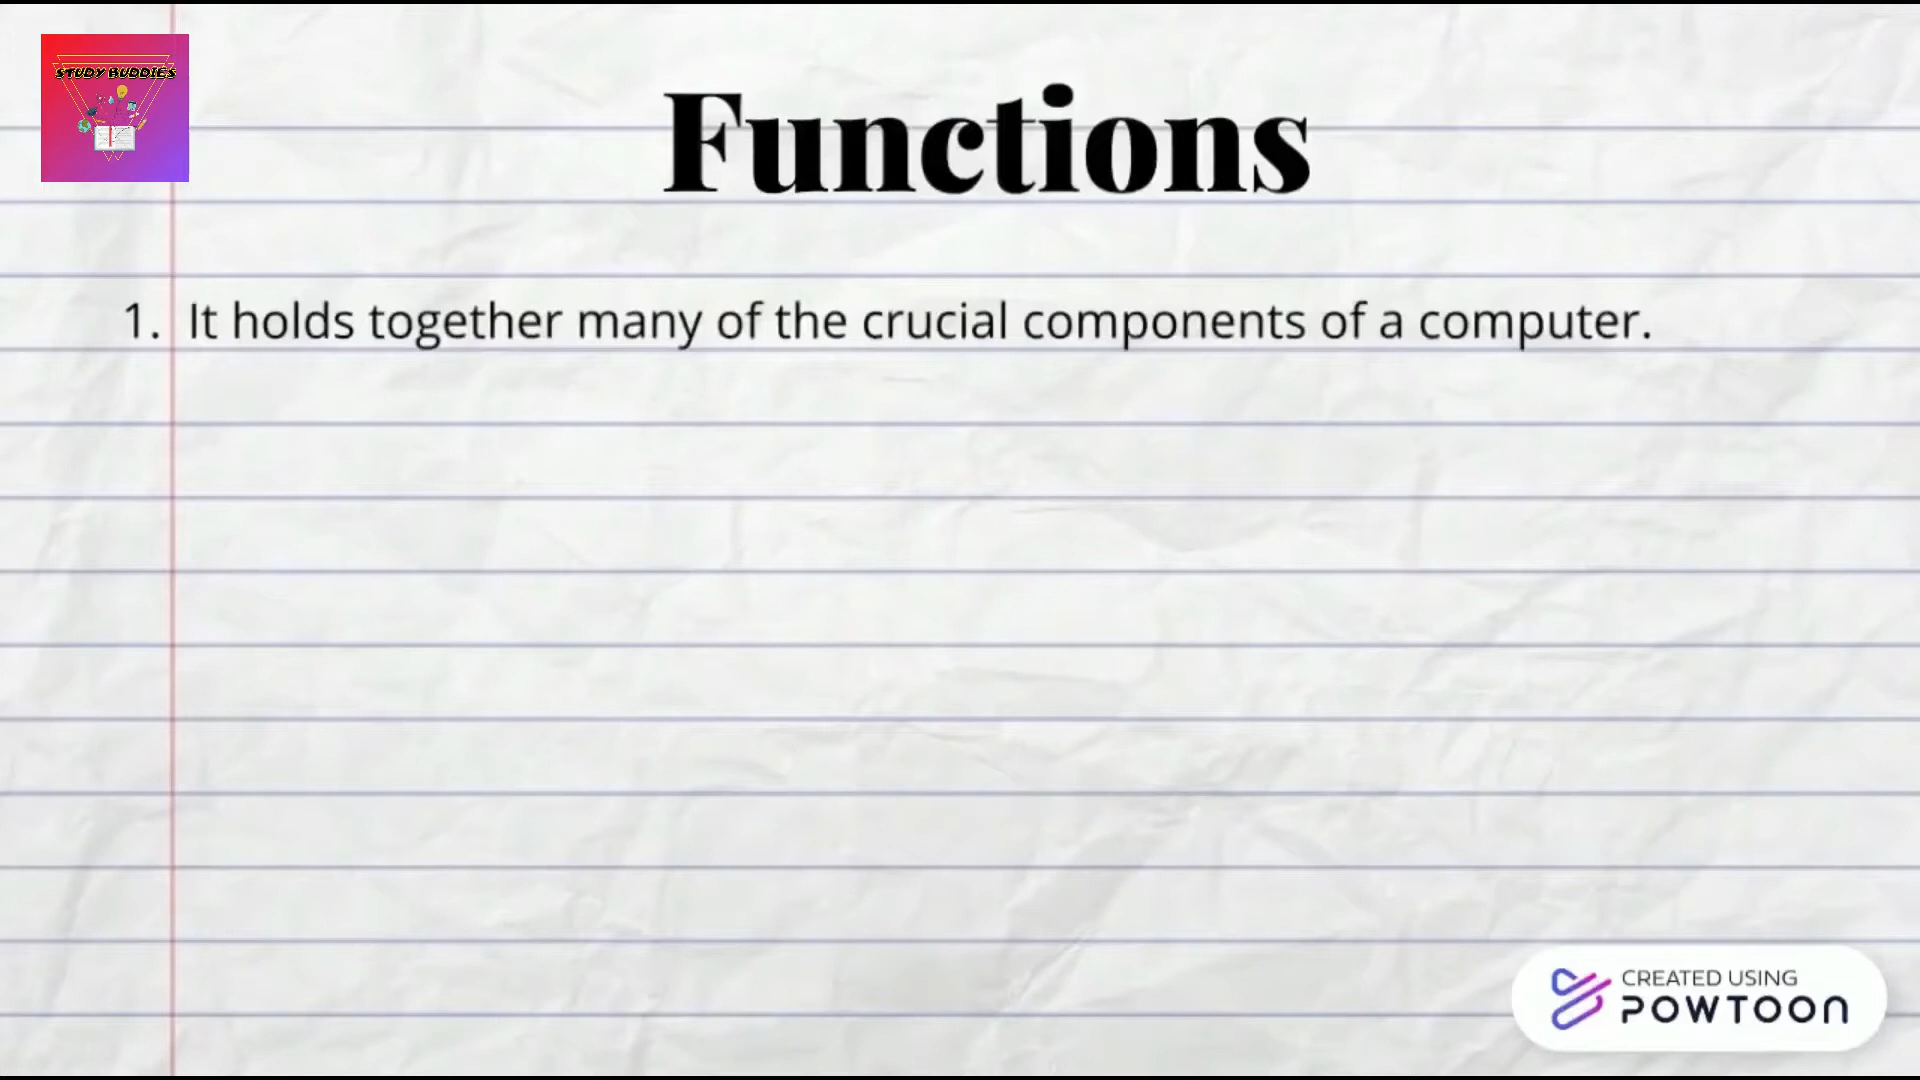 STUDY BUDDIES
Functions
1. It holds together many of the crucial components of a computer.
CREATED USING
POWTOON